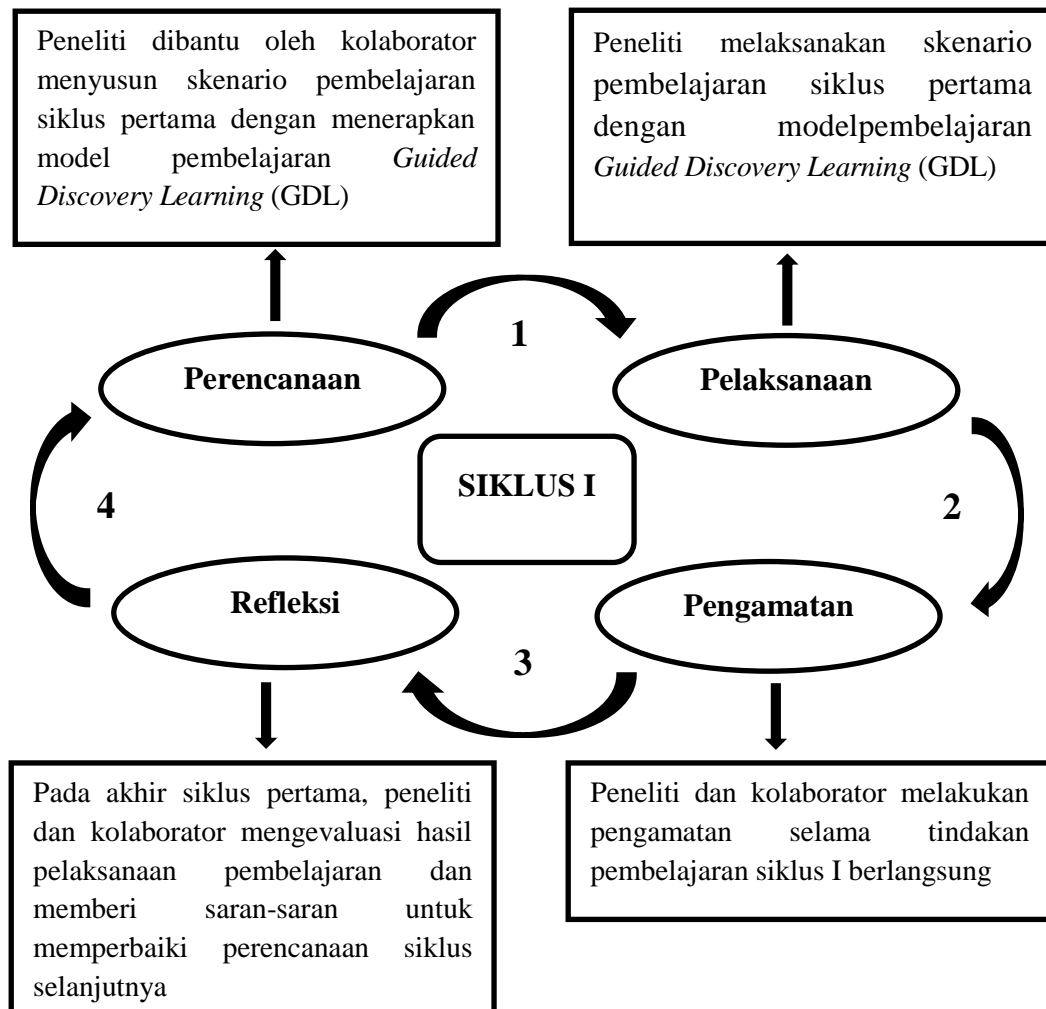 Peneliti dibantu oleh kolaborator
menyusun skenario pembelajaran
siklus pertama dengan menerapkan
model pembelajaran Guided
Discovery Learning (GDL)
Peneliti melaksanakan skenario
pembelajaran siklus pertama
dengan modelpembelajaran
Guided Discovery Learning (GDL)
1
Perencanaan
Pelaksanaan
SIKLUS I
4
2
Refleksi
Pengamatan
3
Pada akhir siklus pertama, peneliti
dan kolaborator mengevaluasi hasil
pelaksanaan pembelajaran dan
memberi saran-saran untuk
memperbaiki perencanaan siklus
selanjutnya
Peneliti dan kolaborator melakukan
pengamatan selama tindakan
pembelajaran siklus I berlangsung